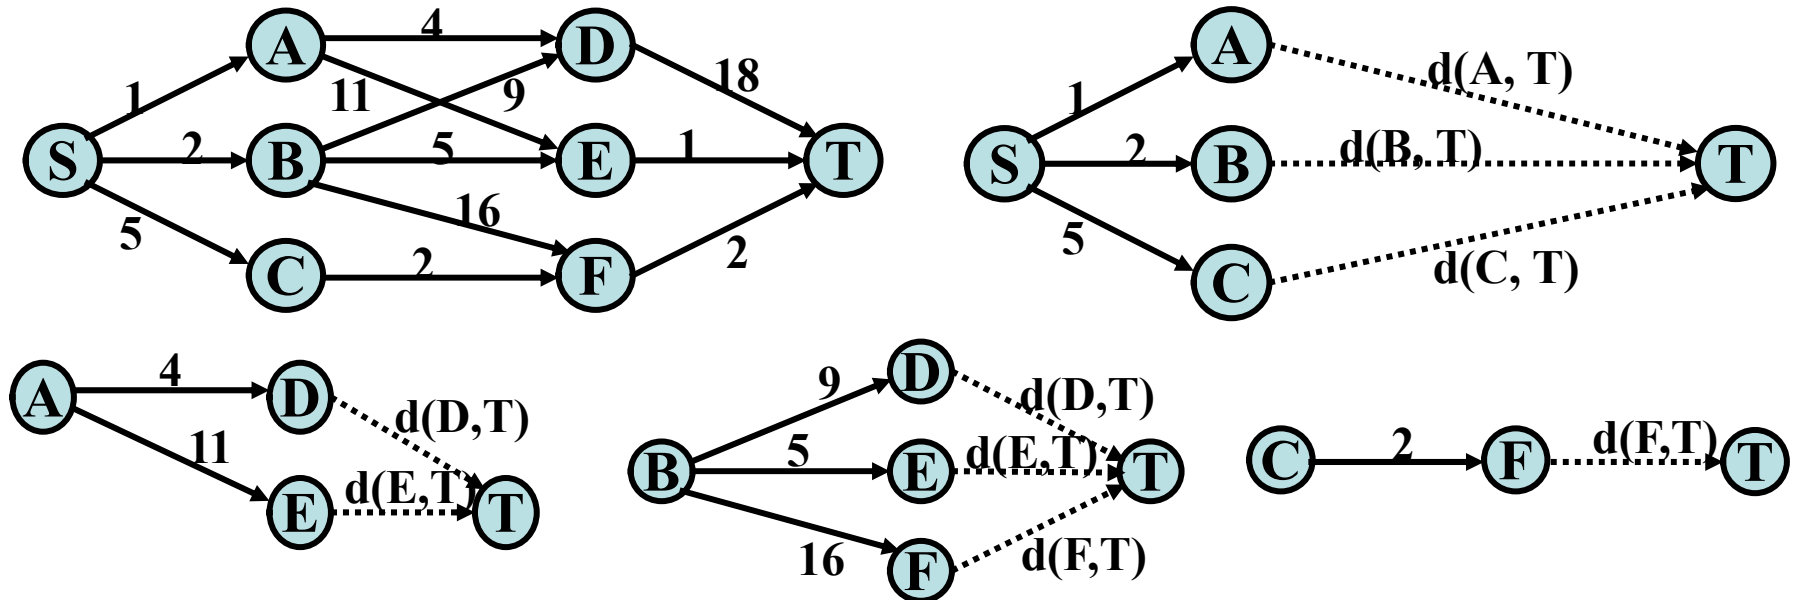 A 4 D
11 9 18
1
S 2 B 5 E 1 T
16
5 2
C 2 F
A d(A, T)
1
S 2 B d(B, T) T
5
C d(C, T)
A 4 D
d(D,T)
11
E d(E,T) T
D
9 d(D,T)
B 5 E d(E,T) T
16 d(F,T)
F
C 2 F d(F,T) T